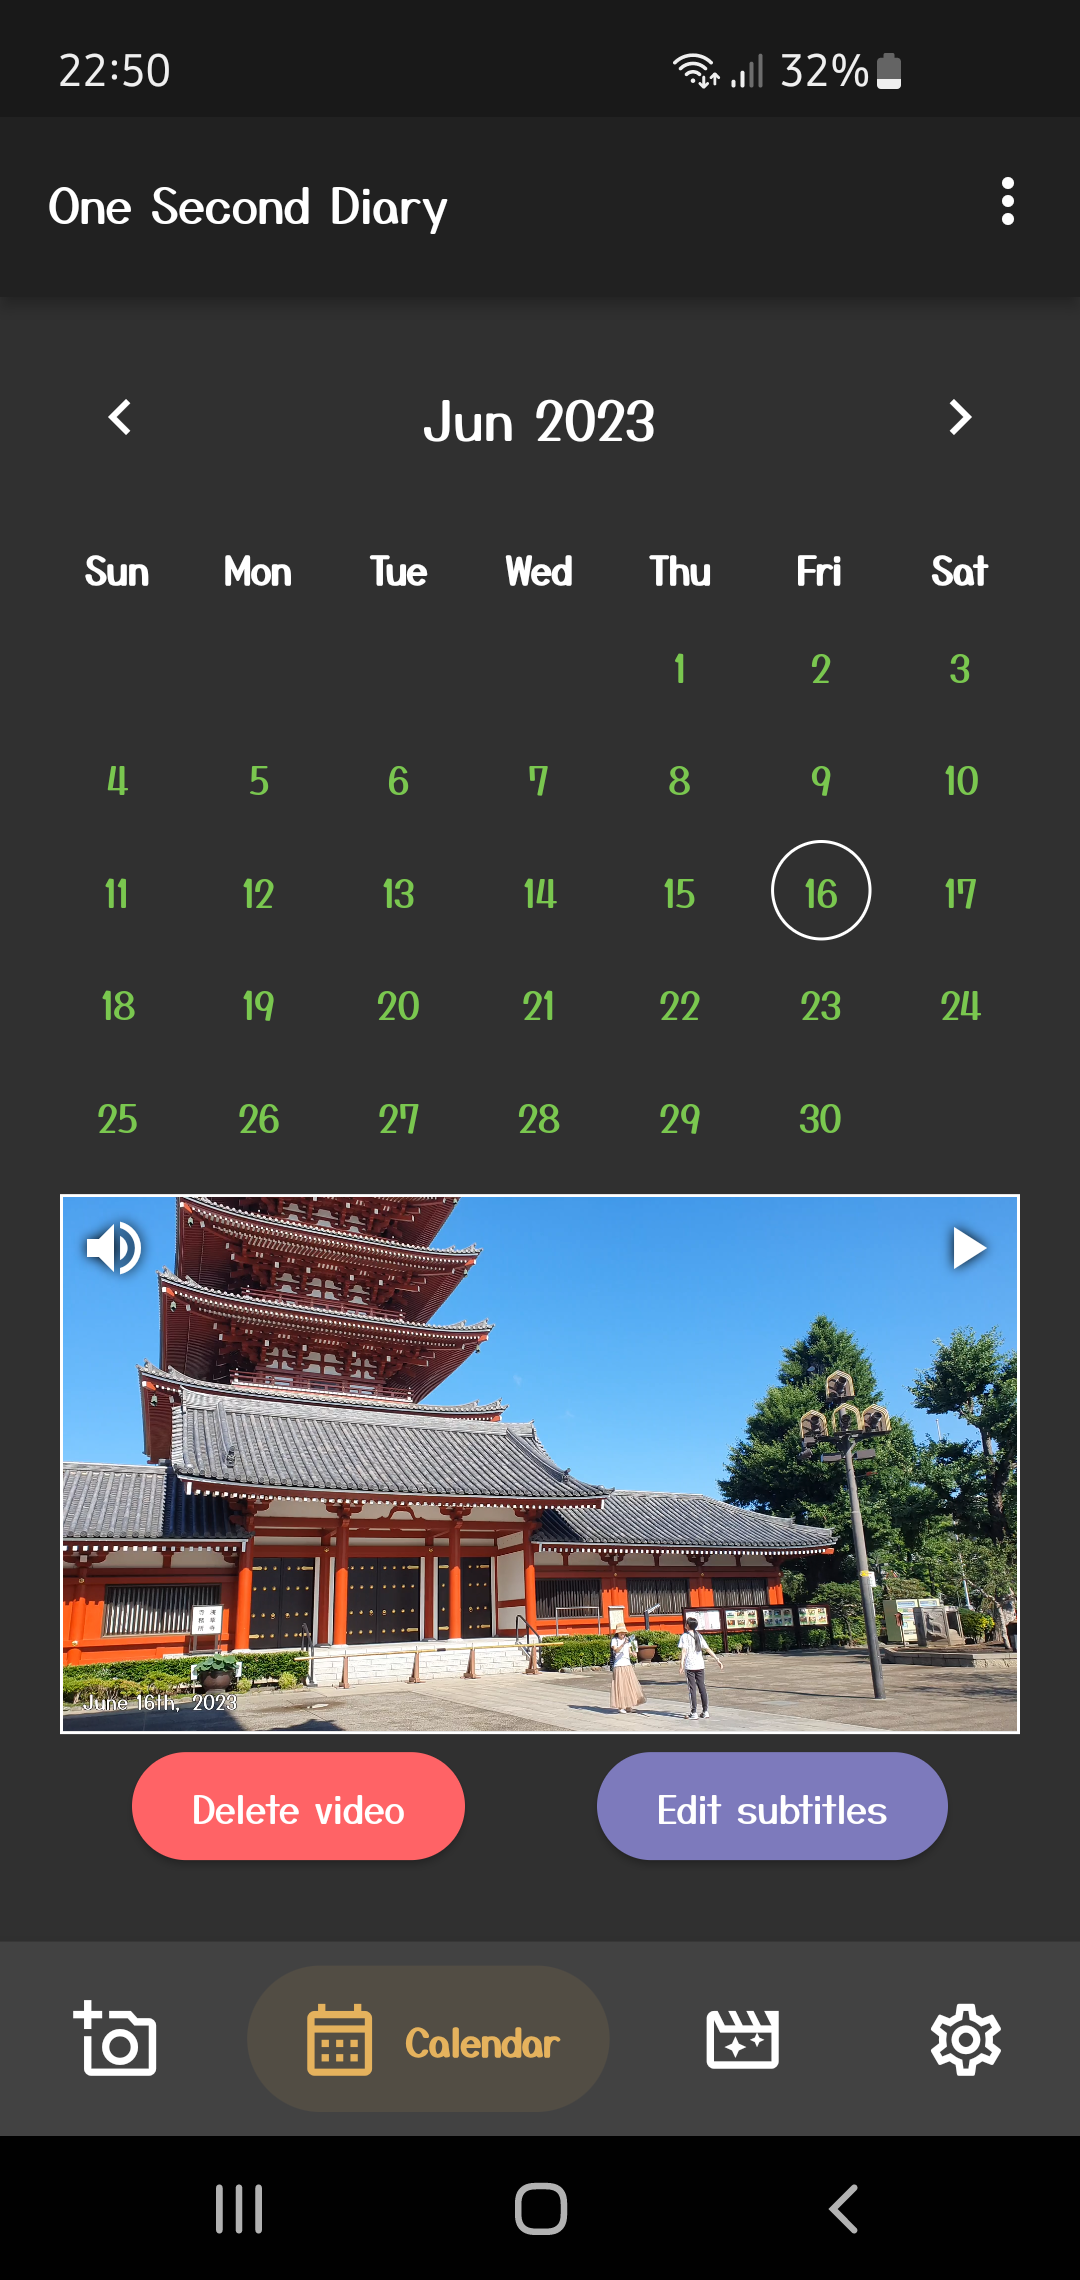 22:50 32%
One Second Diary
Jun 2023
Sun Mon Tue Wed Thu Fri Sat
1 2 3
4 5 6 7 8 9 10
11 12 13 14 15 16 17
18 19 20 21 22 23 24
25 26 27 28 29 30
June 16th, 2023
Delete video Edit subtitles
Calendar